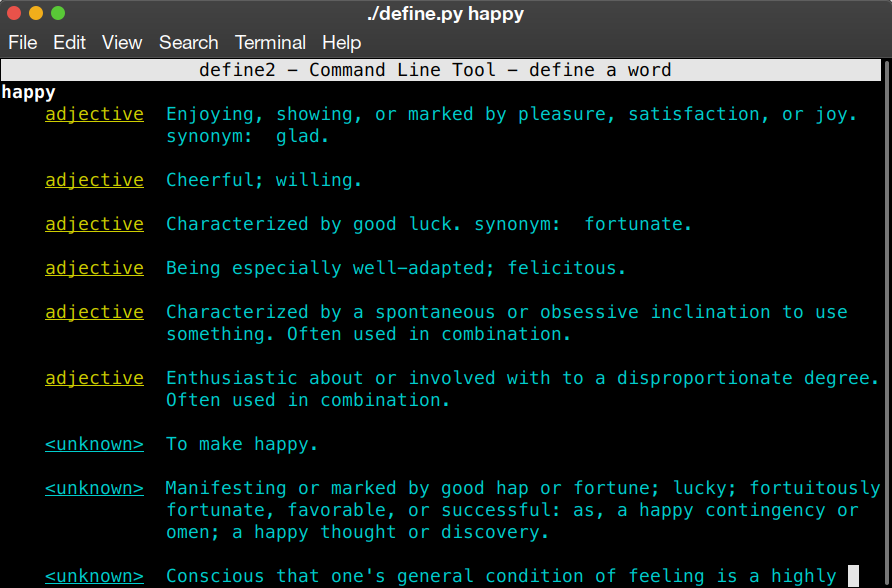 ./define.py happy
File Edit View Search Terminal Help
define2 - Command Line Tool - define a word
happy
adjective Enjoying, showing, or marked by pleasure, satisfaction, or joy.
synonym:  glad.
adjective Cheerful; willing.
adjective Characterized by good luck. synonym:  fortunate.
adjective Being especially well-adapted; felicitous.
adjective Characterized by a spontaneous or obsessive inclination to use
something. Often used in combination.
adjective Enthusiastic about or involved with to a disproportionate degree.
Often used in combination.
<unknown> To make happy.
<unknown> Manifesting or marked by good hap or fortune; lucky; fortuitously
fortunate, favorable, or successful: as, a happy contingency or
omen; a happy thought or discovery.
<unknown> Conscious that one's general condition of feeling is a highly